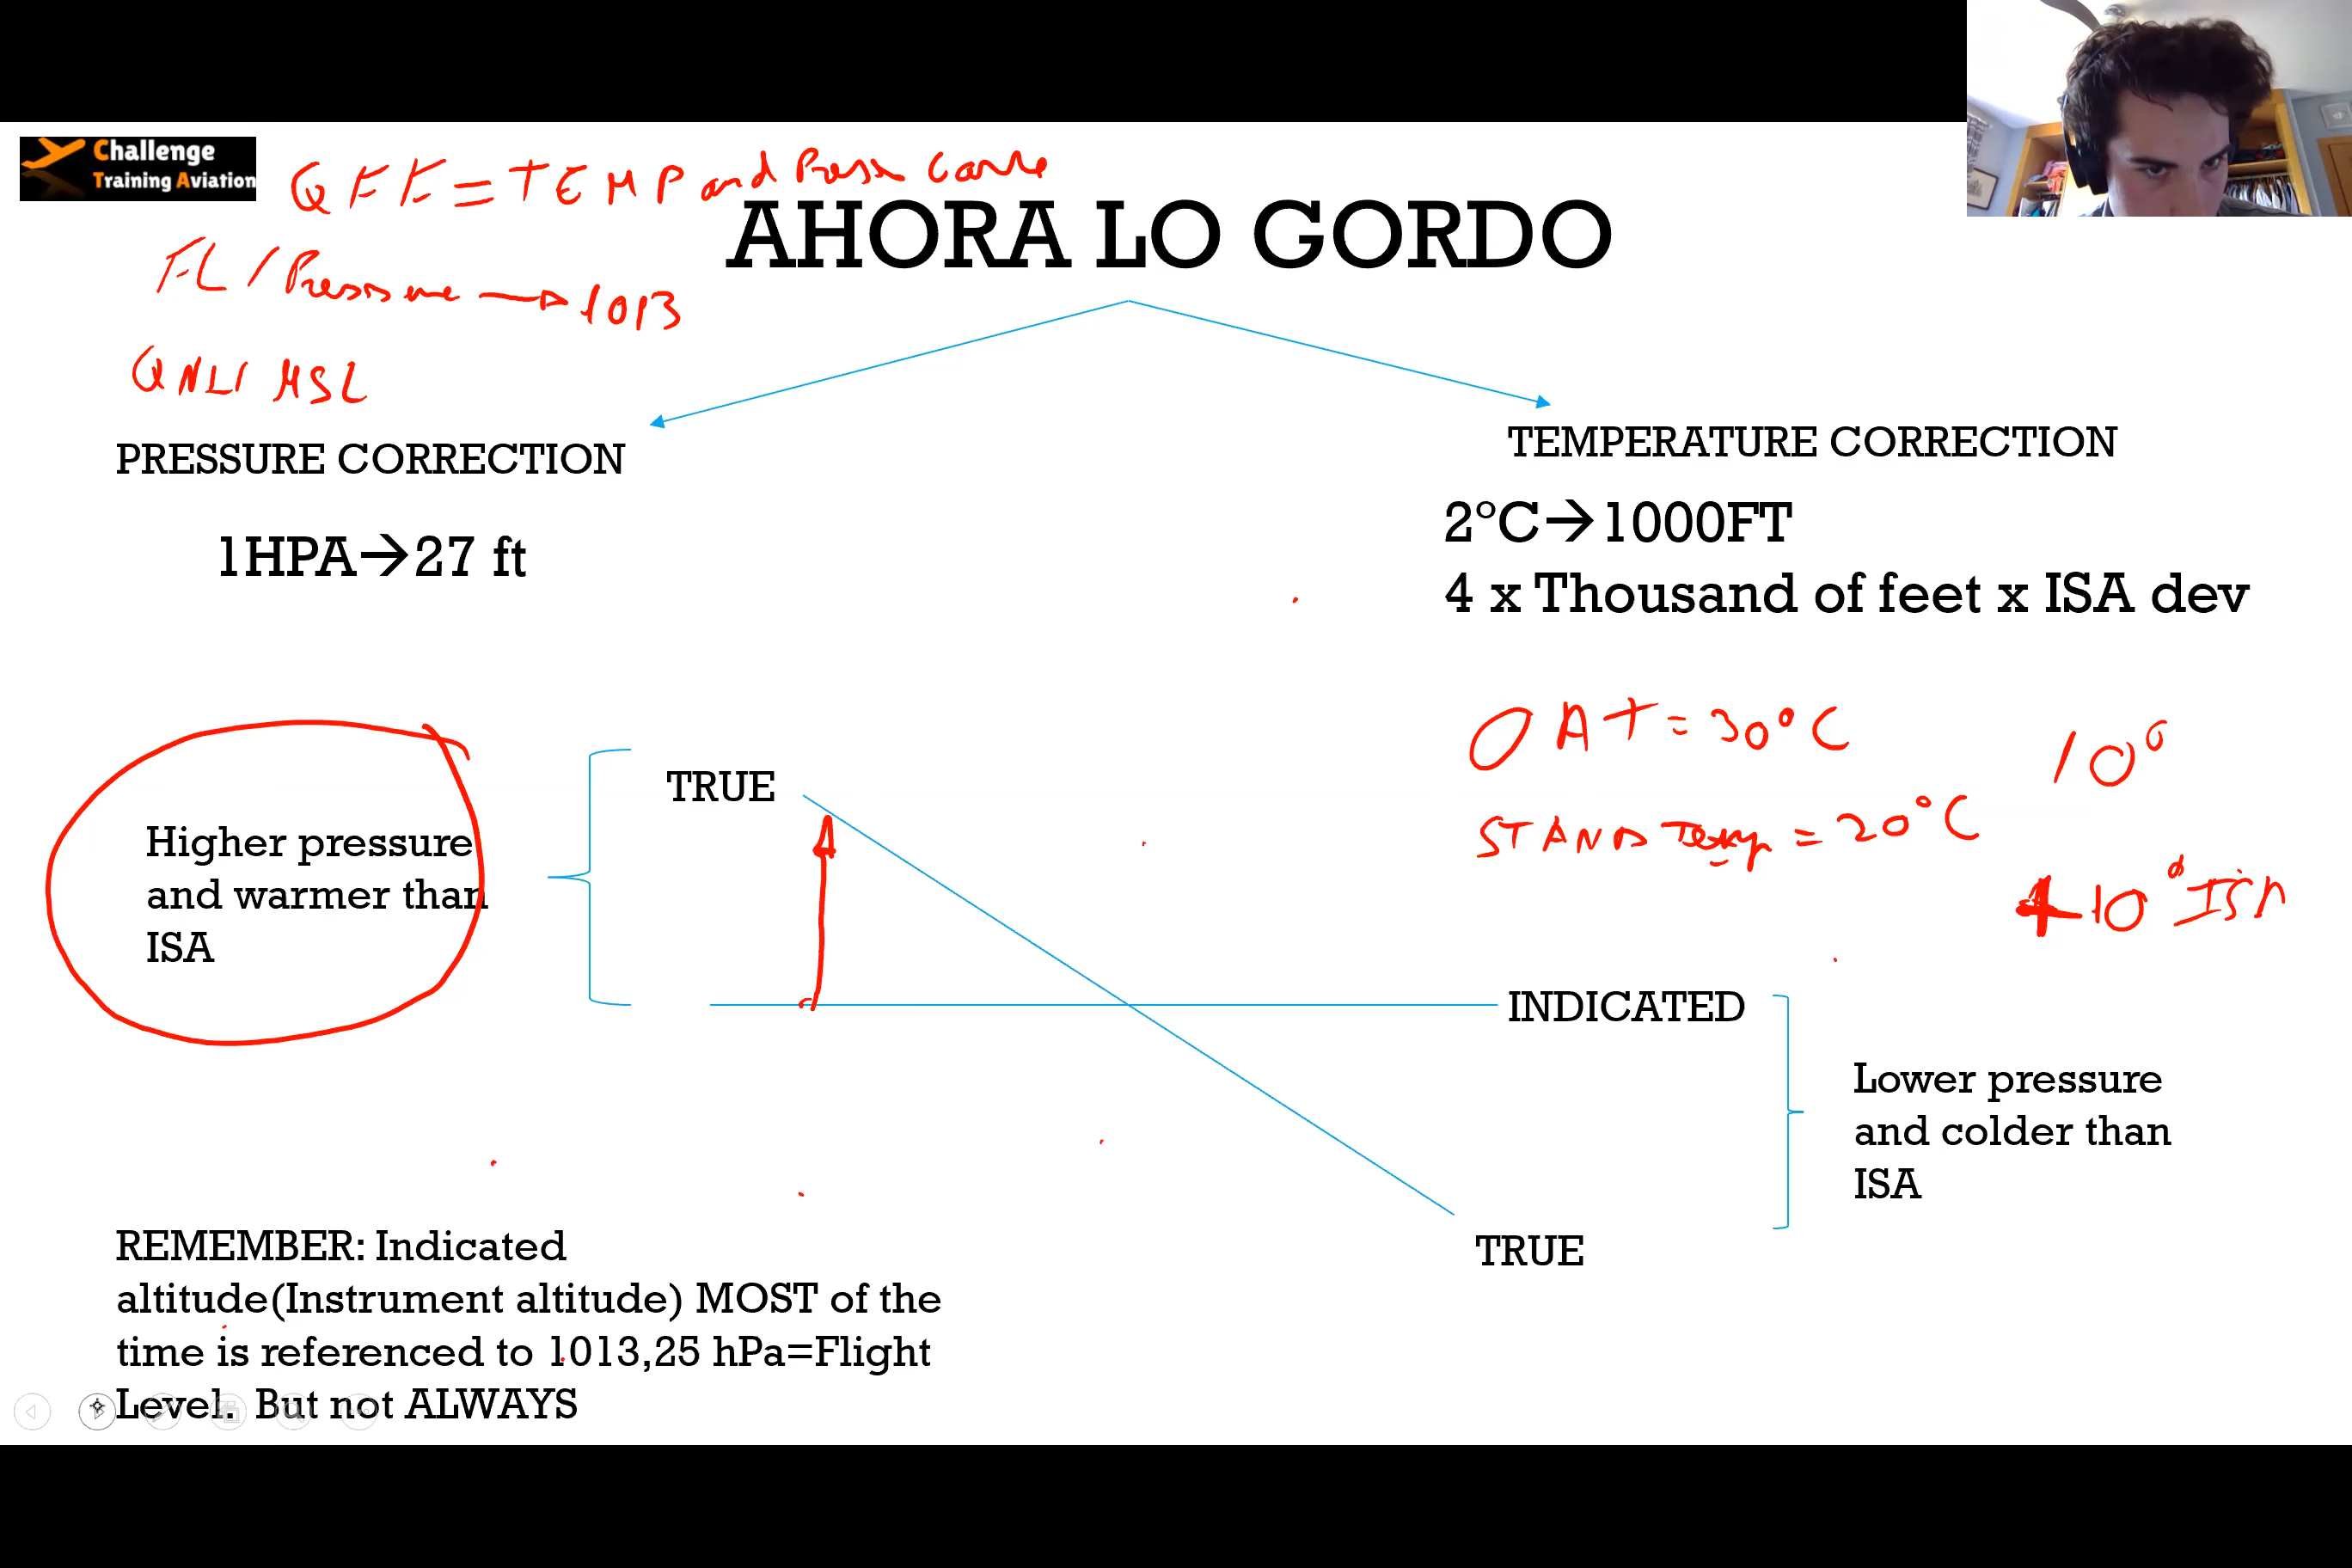 Challenge
Training Aviation
QFF = TEMP and Press
AHORA LO GORDO
FL / Pressure → 1013
QNH MSL
PRESSURE CORRECTION
TEMPERATURE CORRECTION
1HPA→27 ft
2ºC→1000FT
4 x Thousand of feet x ISA dev
OAT = 30°C
10°
STAND Temp = 20°C
+10° ISA
TRUE
Higher pressure
and warmer than
ISA
INDICATED
Lower pressure
and colder than
ISA
TRUE
REMEMBER: Indicated
altitude(Instrument altitude) MOST of the
time is referenced to 1013,25 hPa=Flight
Level. But not ALWAYS